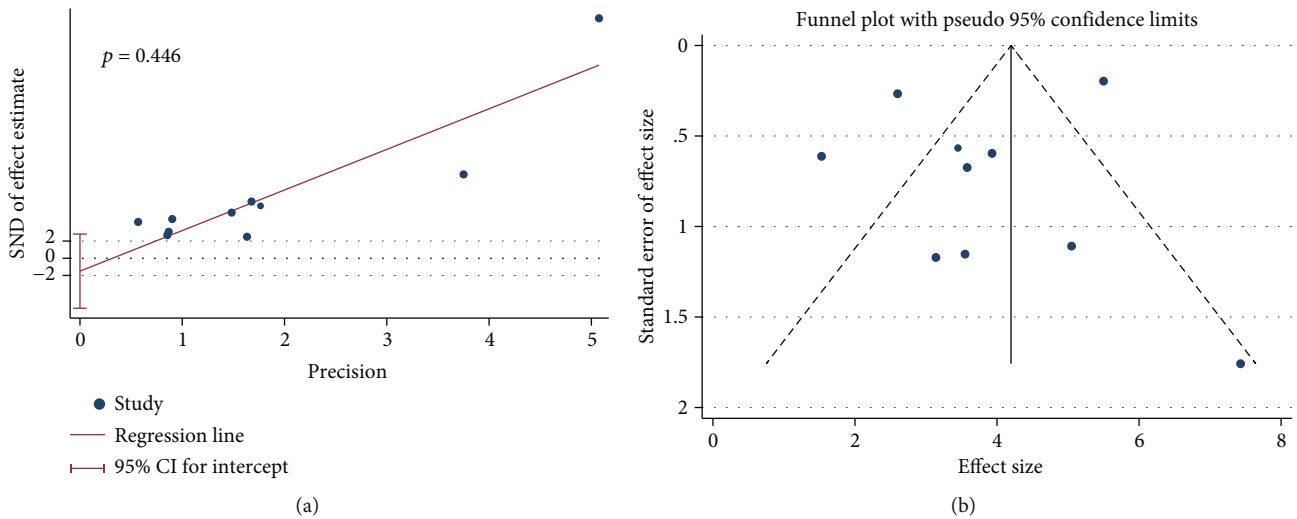 p = 0.446
SND of effect estimate
2
0
−2
0
1
2
3
4
5
Precision
Study
Regression line
95% CI for intercept
(a)
Funnel plot with pseudo 95% confidence limits
Standard error of effect size
0
.5
1
1.5
2
0
2
4
6
8
Effect size
(b)